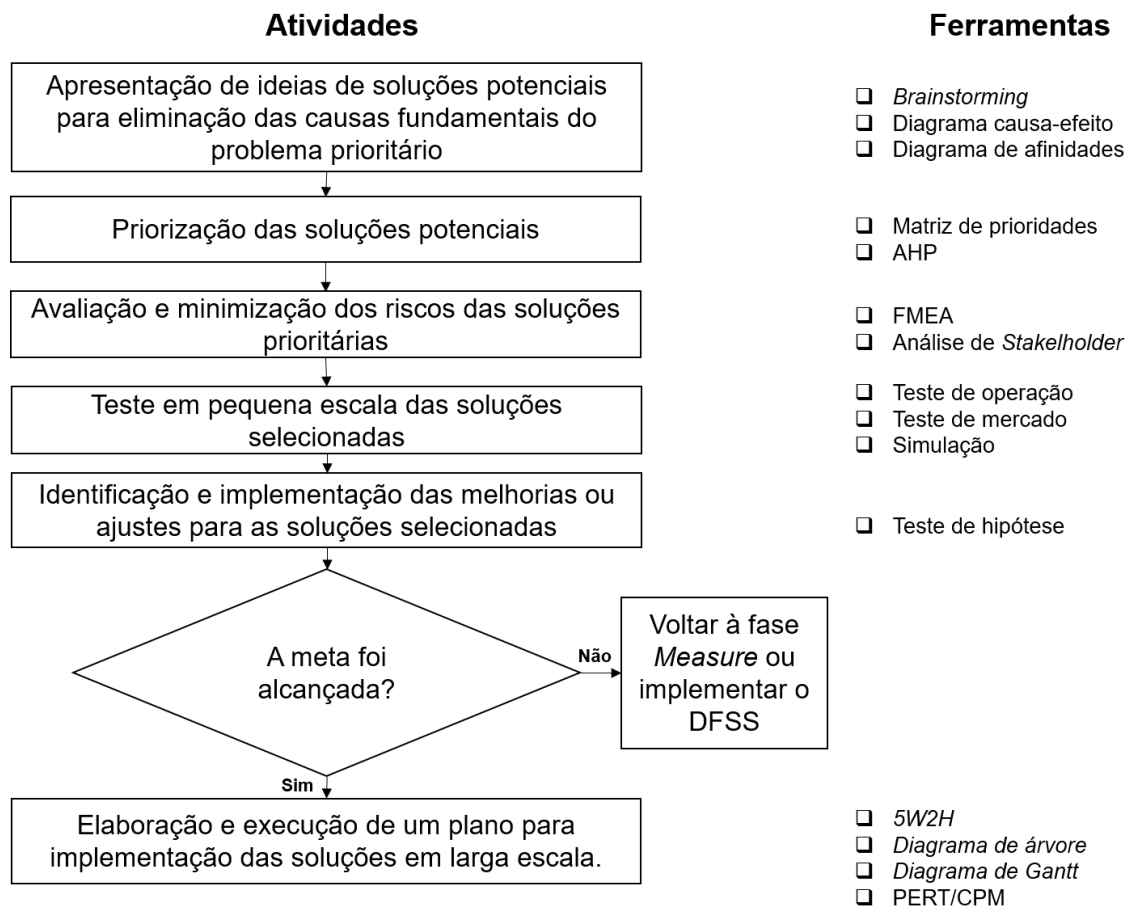 Atividades
Ferramentas
Apresentação de ideias de soluções potenciais
para eliminação das causas fundamentais do
problema prioritário
❑ Brainstorming
❑ Diagrama causa-efeito
❑ Diagrama de afinidades
Priorização das soluções potenciais
❑ Matriz de prioridades
❑ AHP
Avaliação e minimização dos riscos das soluções
prioritárias
❑ FMEA
❑ Análise de Stakelholder
Teste em pequena escala das soluções
selecionadas
❑ Teste de operação
❑ Teste de mercado
❑ Simulação
Identificação e implementação das melhorias ou
ajustes para as soluções selecionadas
❑ Teste de hipótese
A meta foi
alcançada?
Não
Voltar à fase
Measure ou
implementar o
DFSS
Sim
Elaboração e execução de um plano para
implementação das soluções em larga escala.
❑ 5W2H
❑ Diagrama de árvore
❑ Diagrama de Gantt
❑ PERT/CPM